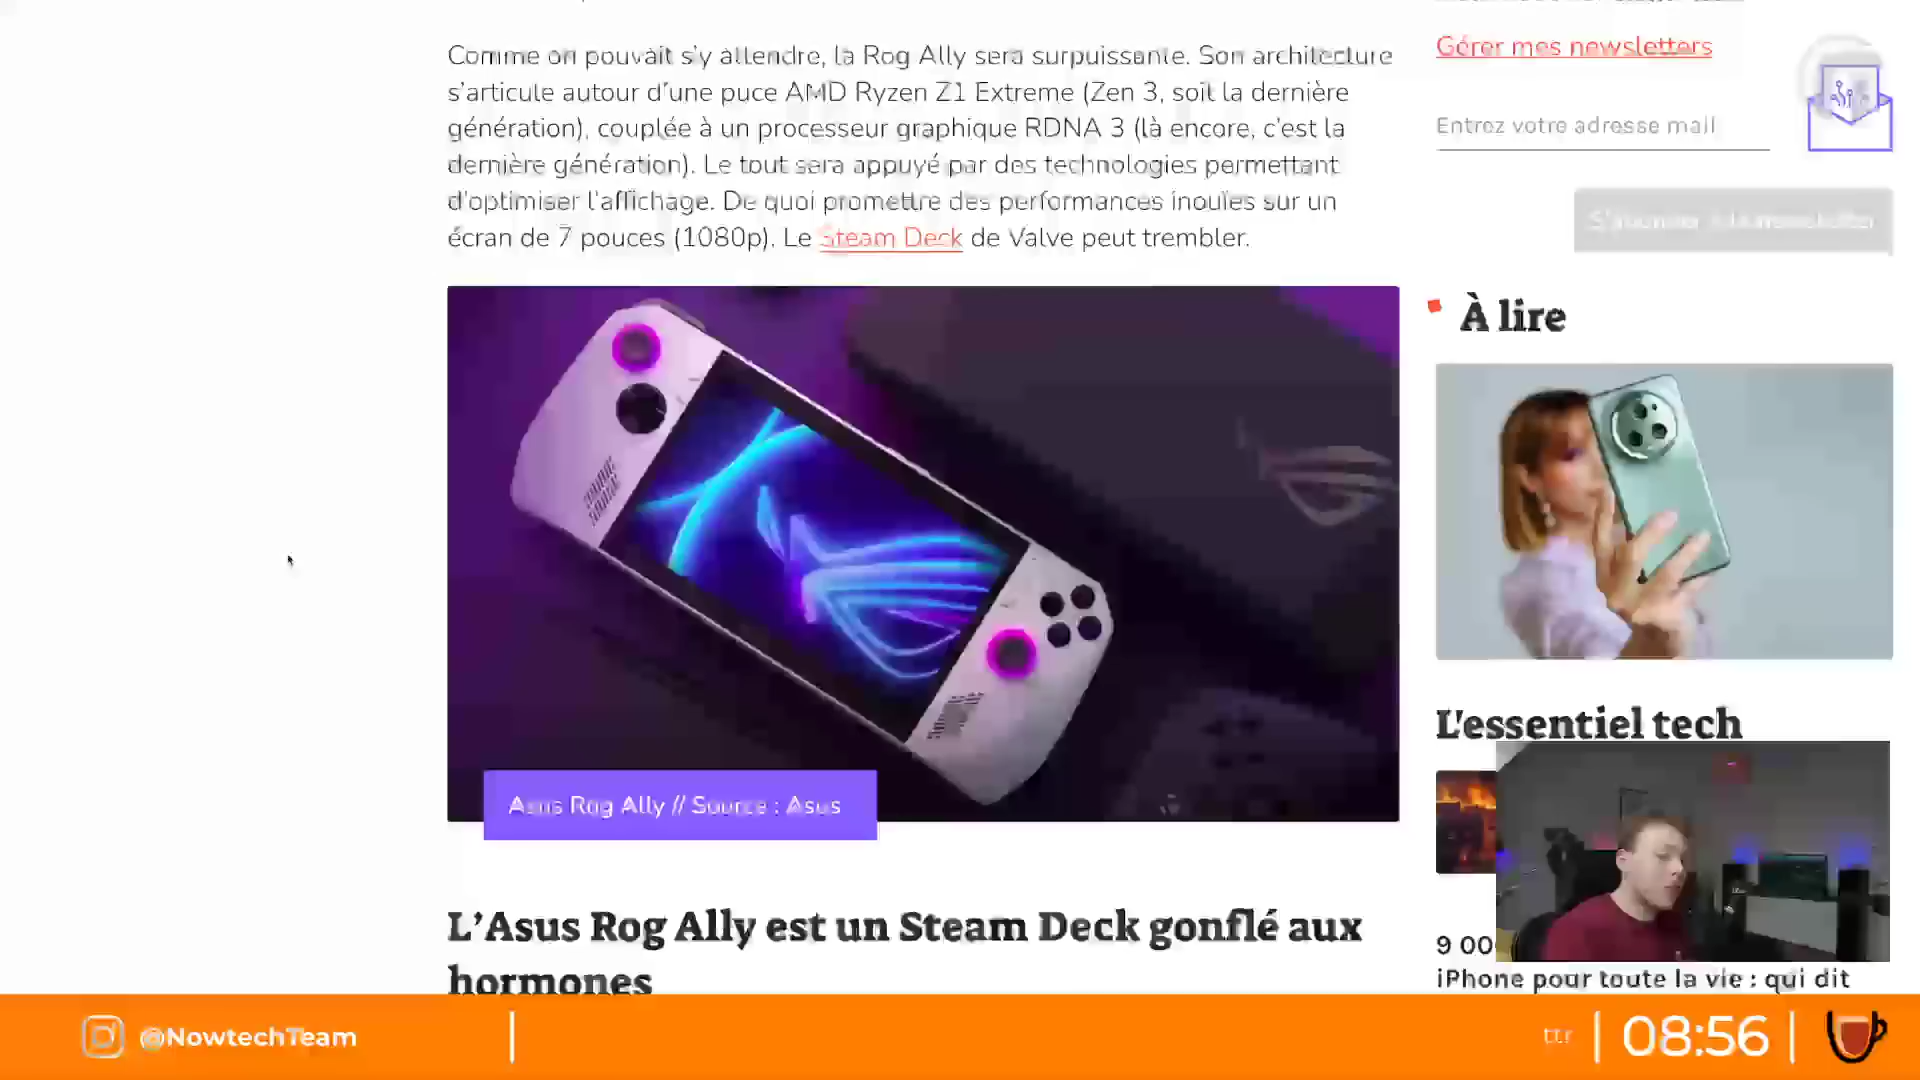 Comme on pouvait s'y attendre, la Rog Ally sera surpuissante. Son architecture
s'articule autour d'une puce AMD Ryzen Z1 Extreme (Zen 3, soit la dernière
génération), couplée à un processeur graphique RDNA 3 (là encore, c'est la
dernière génération). Le tout sera appuyé par des technologies permettant
d'optimiser l'affichage. De quoi promettre des performances inouïes sur un
écran de 7 pouces (1080p). Le Steam Deck de Valve peut trembler.
Asus Rog Ally // Source : Asus
L'Asus Rog Ally est un Steam Deck gonflé aux
hormones
Gérer mes newsletters
Entrez votre adresse mail
S'abonner à la newsletter
À lire
L'essentiel tech
9 00
iPhone pour toute la vie : qui dit
@NowtechTeam
08:56